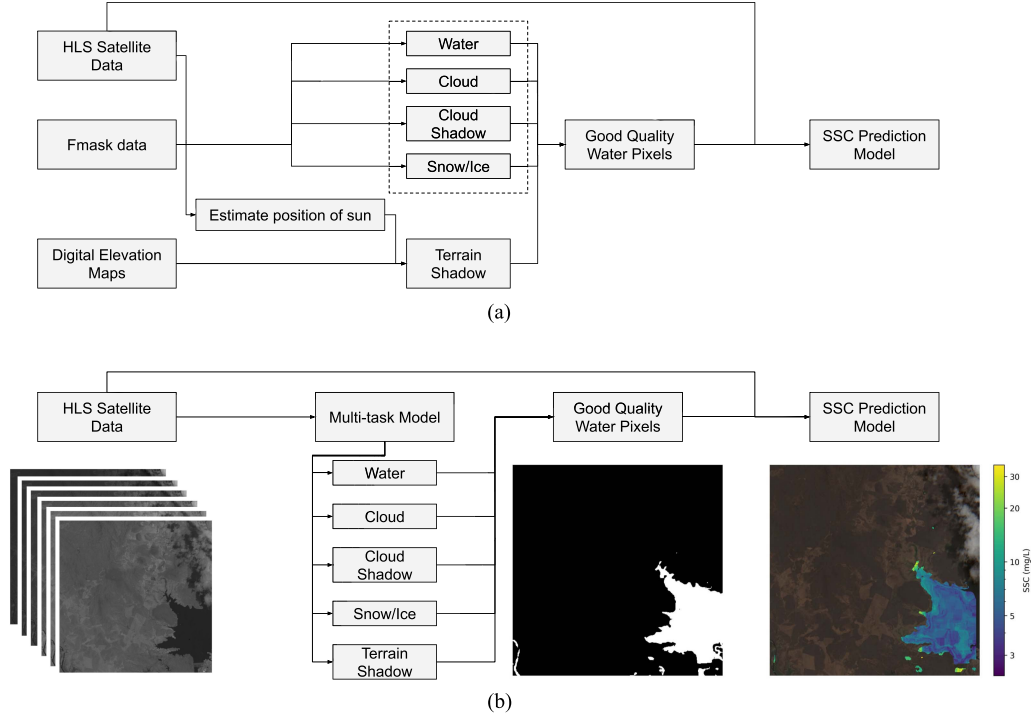 HLS Satellite
Data
Fmask data
Digital Elevation
Maps
Estimate position of sun
Water
Cloud
Cloud
Shadow
Snow/Ice
Terrain
Shadow
Good Quality
Water Pixels
SSC Prediction
Model
(a)
HLS Satellite
Data
Multi-task Model
Water
Cloud
Cloud
Shadow
Snow/Ice
Terrain
Shadow
Good Quality
Water Pixels
SSC Prediction
Model
30
20
10
5
3
SSC (mg/L)
(b)